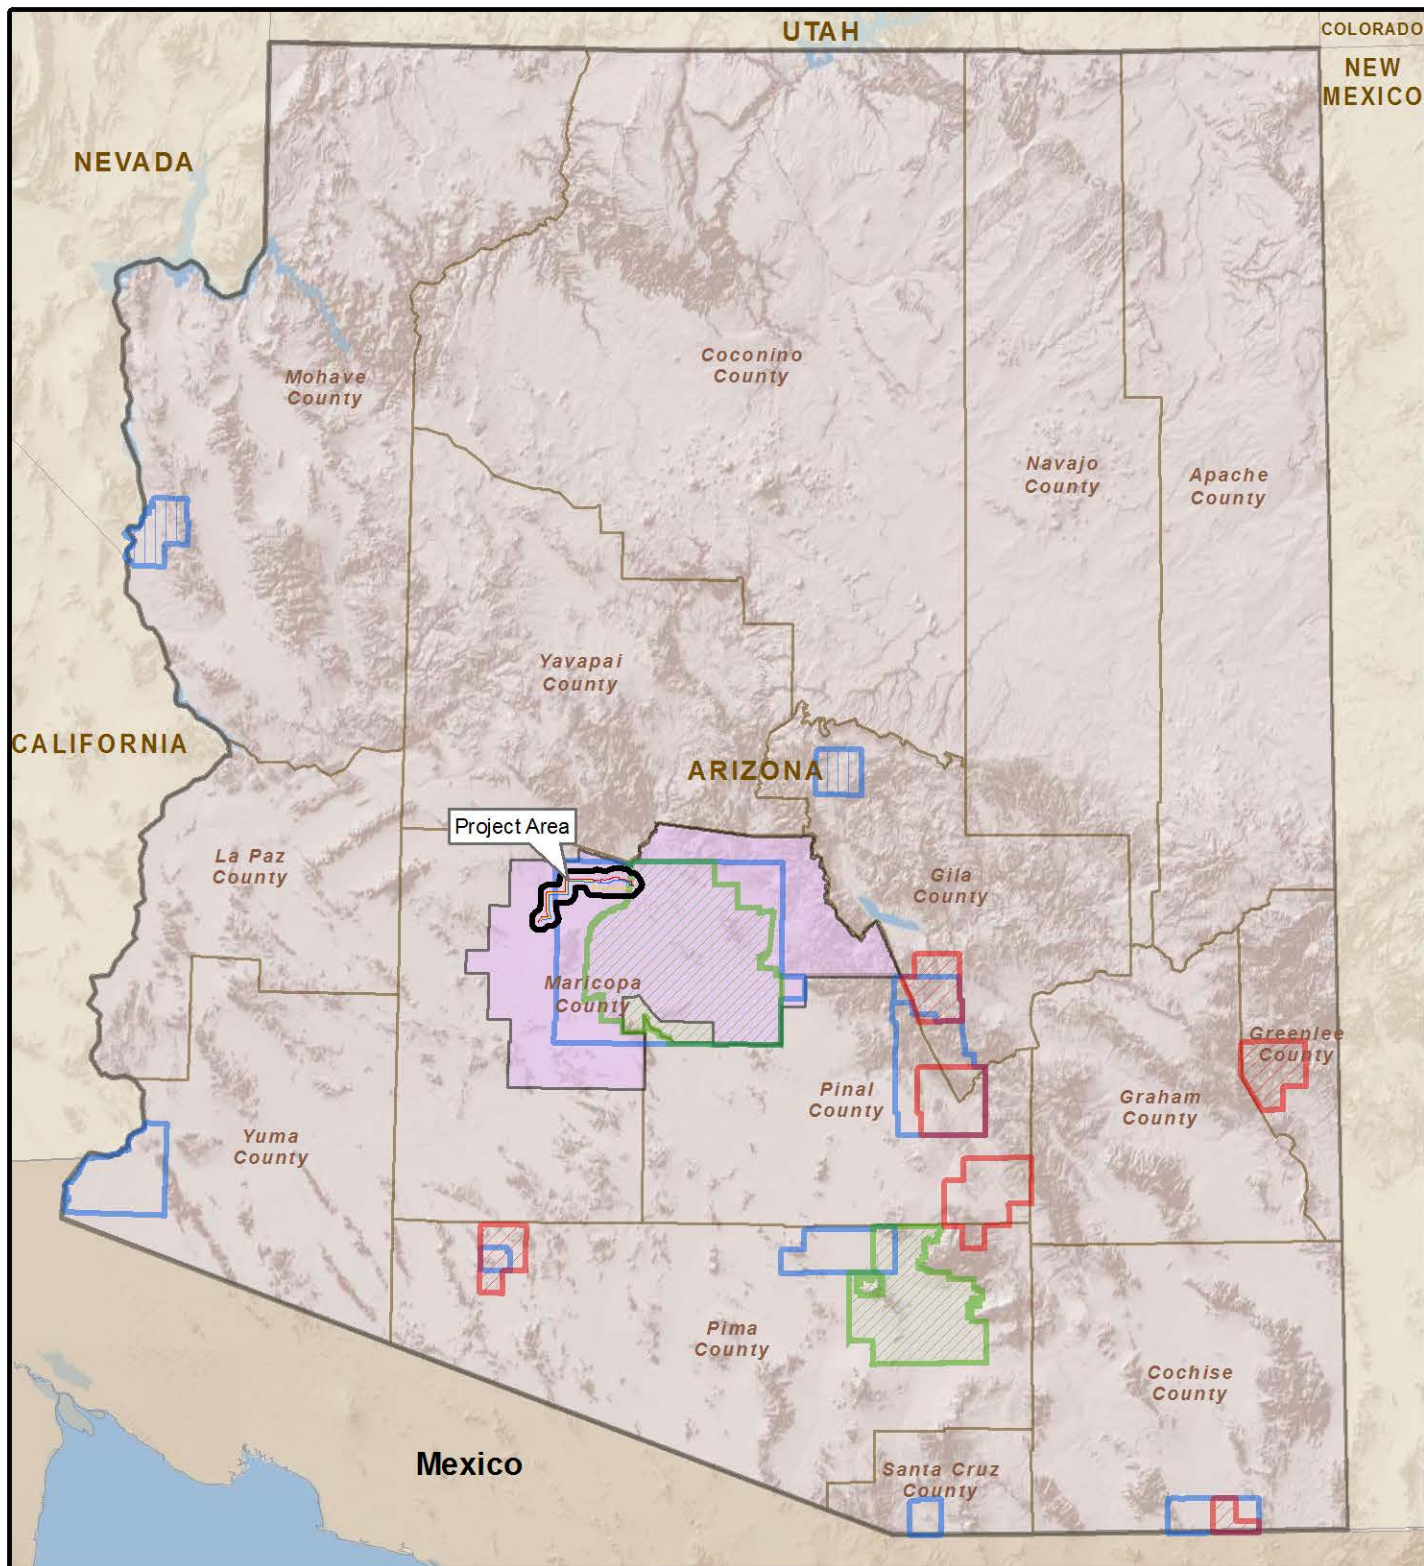 UTAH
COLORADO
NEW
MEXICO
NEVADA
Coconino
County
Mohave
County
Navajo
County
Apache
County
Yavapai
County
CALIFORNIA
ARIZONA
Project Area
La Paz
County
Gila
County
Maricopa
County
Greenlee
County
Pinal
County
Graham
County
Yuma
County
Pima
County
Cochise
County
Mexico
Santa Cruz
County